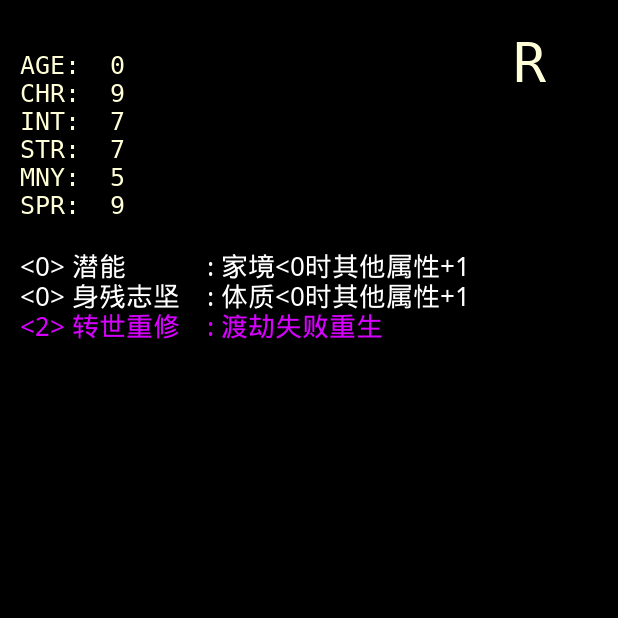 R
AGE: 0
CHR: 9
INT: 7
STR: 7
MNY: 5
SPR: 9
<0> 潜能 : 家境<0时其他属性+1
<0> 身残志坚 : 体质<0时其他属性+1
<2> 转世重修 : 渡劫失败重生